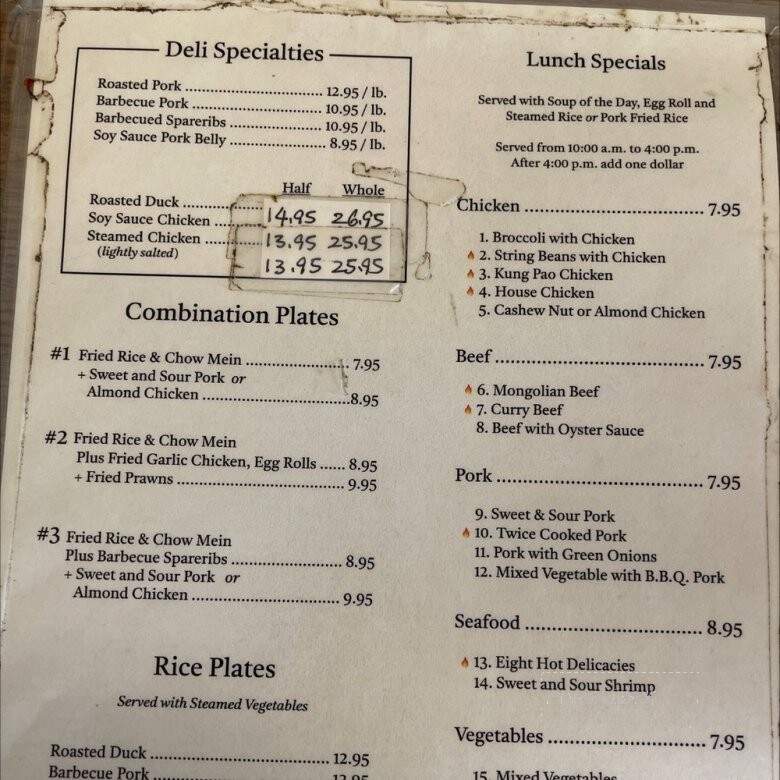 Deli Specialties
Roasted Pork .............................. 12.95 / lb.
Barbecue Pork ............................ 10.95 / lb.
Barbecued Spareribs .................... 10.95 / lb.
Soy Sauce Pork Belly ..................... 8.95 / lb.
Half Whole
Roasted Duck .................. 14.95 26.95
Soy Sauce Chicken ........... 13.95 25.95
Steamed Chicken .............. 13.95 25.95
(lightly salted)
Combination Plates
#1 Fried Rice & Chow Mein ....................... 7.95
+ Sweet and Sour Pork or
Almond Chicken .................................8.95
#2 Fried Rice & Chow Mein
Plus Fried Garlic Chicken, Egg Rolls ...... 8.95
+ Fried Prawns ..................................... 9.95
#3 Fried Rice & Chow Mein
Plus Barbecue Spareribs ........................ 8.95
+ Sweet and Sour Pork or
Almond Chicken ................................. 9.95
Rice Plates
Served with Steamed Vegetables
Roasted Duck ......................................... 12.95
Barbecue Pork
Lunch Specials
Served with Soup of the Day, Egg Roll and
Steamed Rice or Pork Fried Rice
Served from 10:00 a.m. to 4:00 p.m.
After 4:00 p.m. add one dollar
Chicken ....................................... 7.95
1. Broccoli with Chicken
2. String Beans with Chicken
3. Kung Pao Chicken
4. House Chicken
5. Cashew Nut or Almond Chicken
Beef ............................................. 7.95
6. Mongolian Beef
7. Curry Beef
8. Beef with Oyster Sauce
Pork ............................................ 7.95
9. Sweet & Sour Pork
10. Twice Cooked Pork
11. Pork with Green Onions
12. Mixed Vegetable with B.B.Q. Pork
Seafood ...................................... 8.95
13. Eight Hot Delicacies
14. Sweet and Sour Shrimp
Vegetables .................................. 7.95
15. Mixed Vegetables